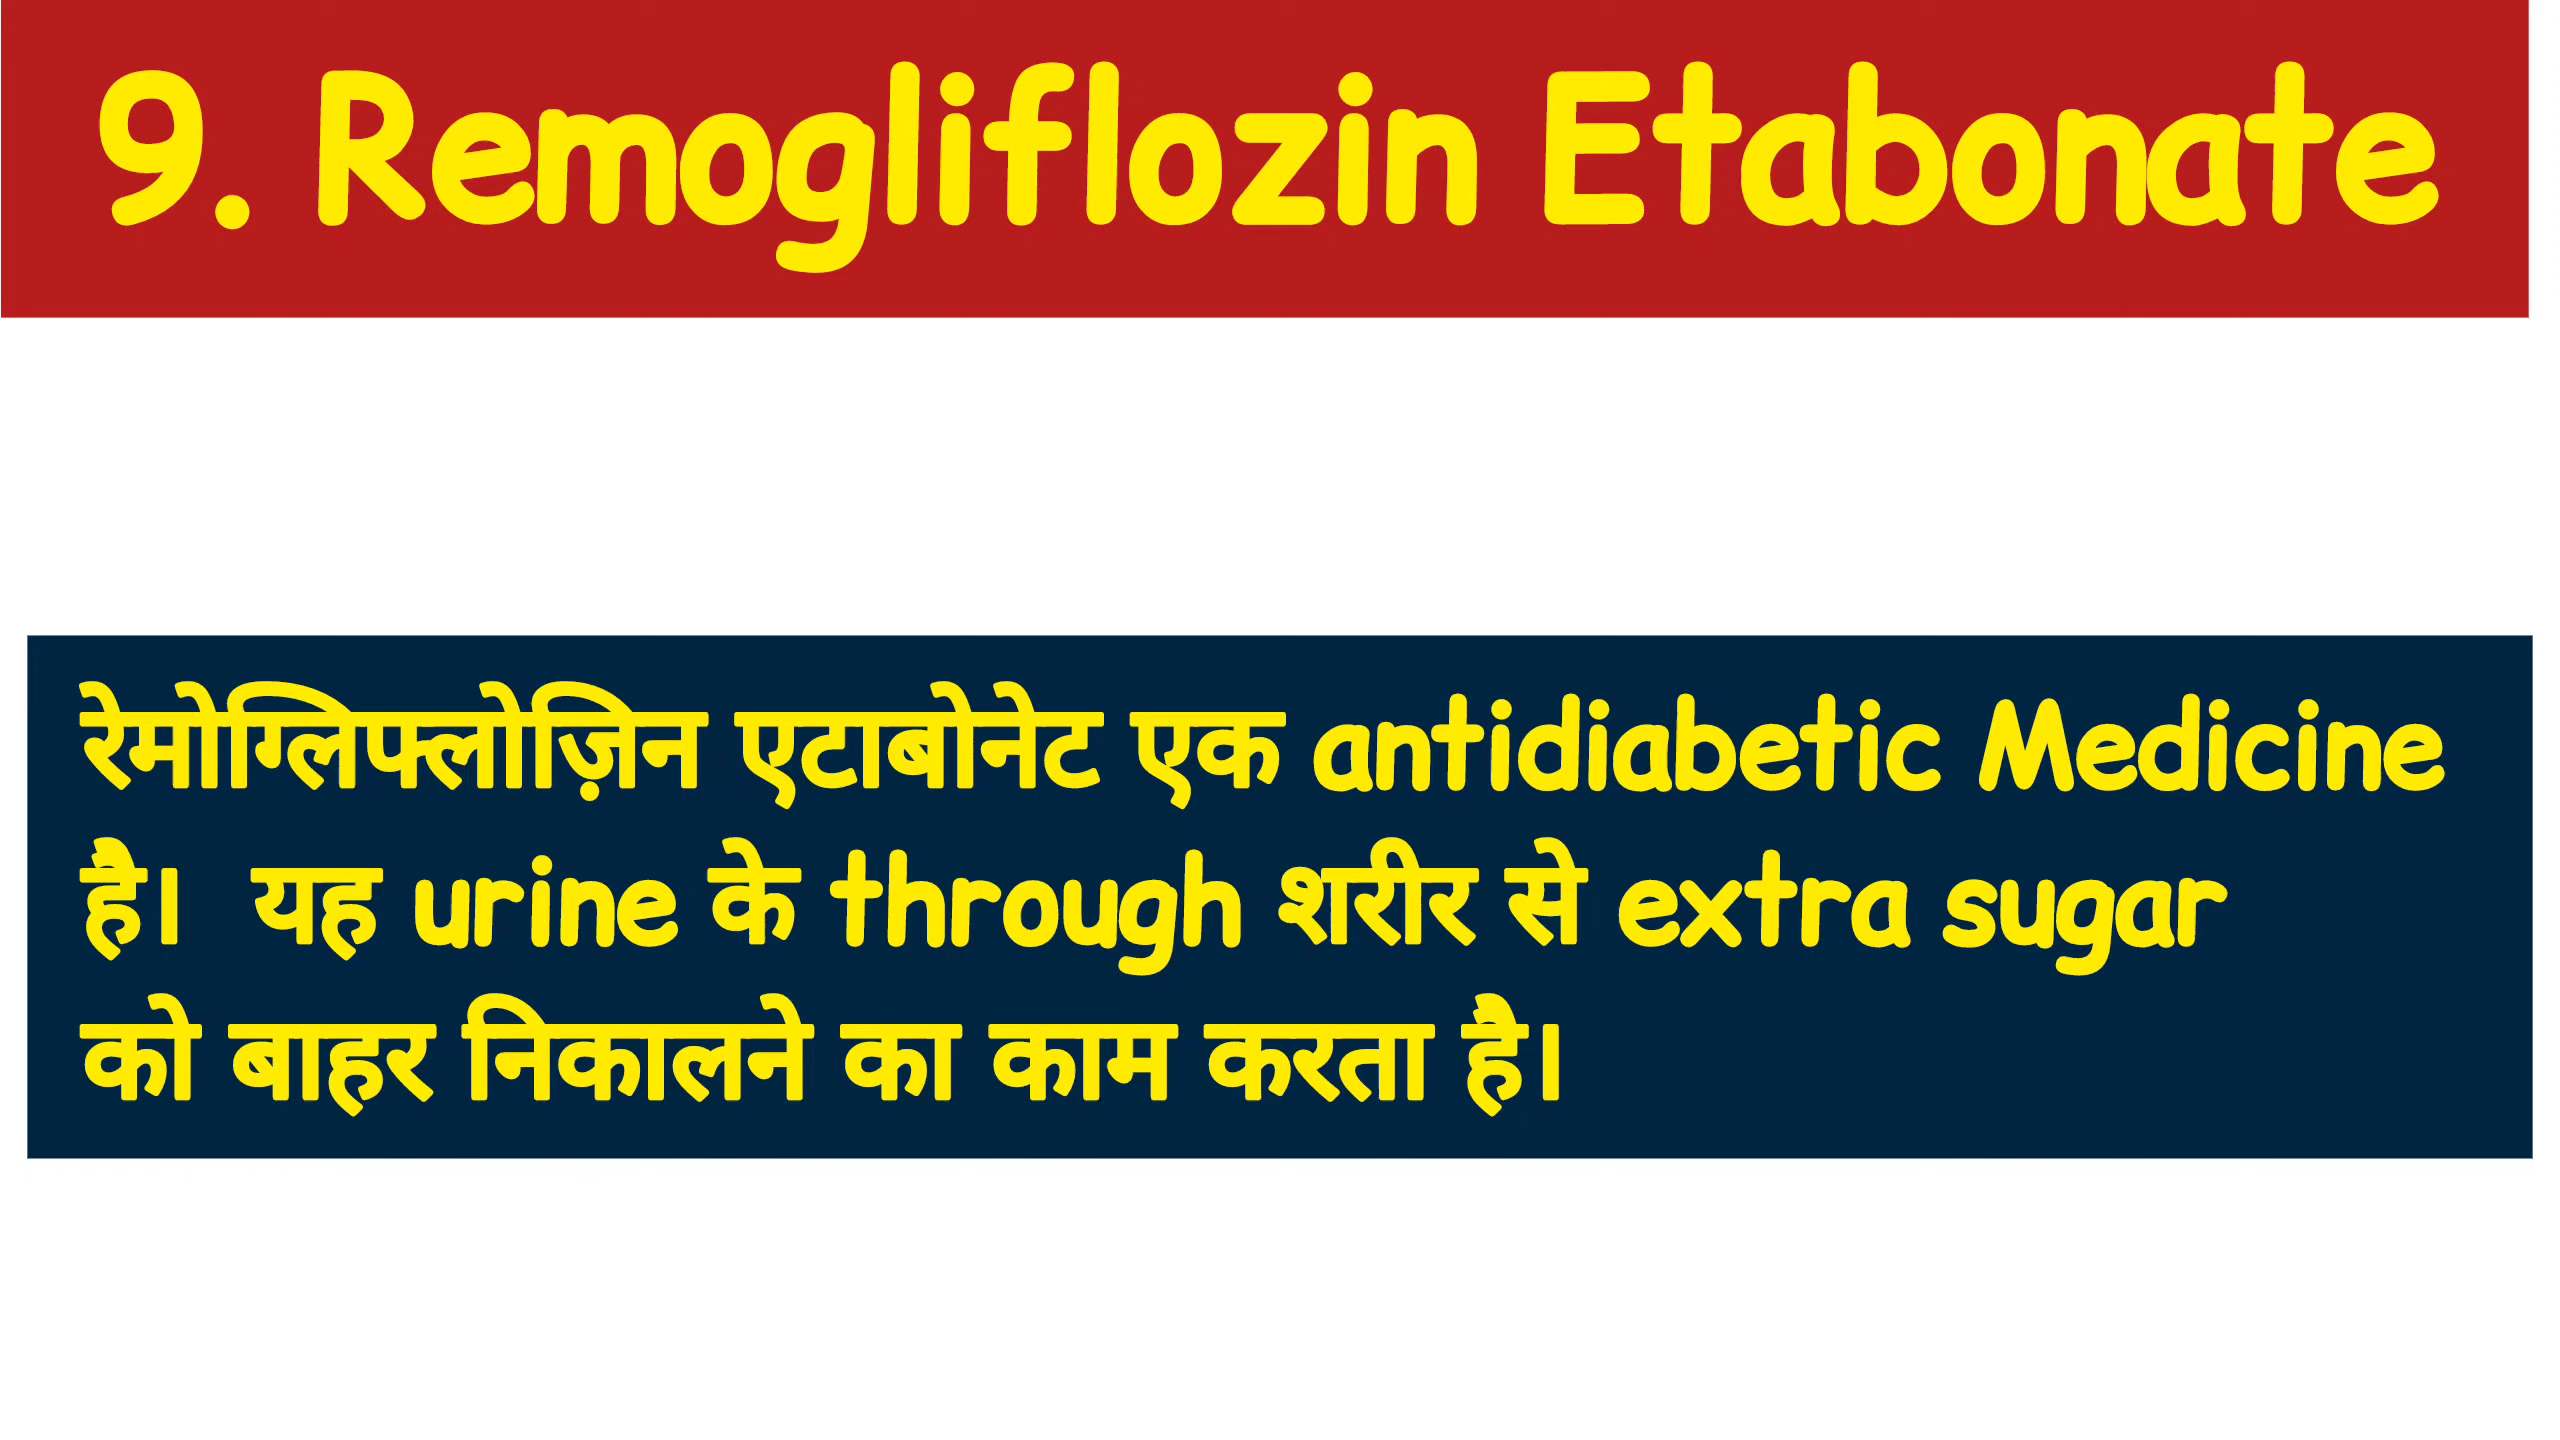 9. Remogliflozin Etabonate
रेमोग्लिफ्लोज़िन एटाबोनेट एक antidiabetic Medicine
है। यह urine के through शरीर से extra sugar
को बाहर निकालने का काम करता है।